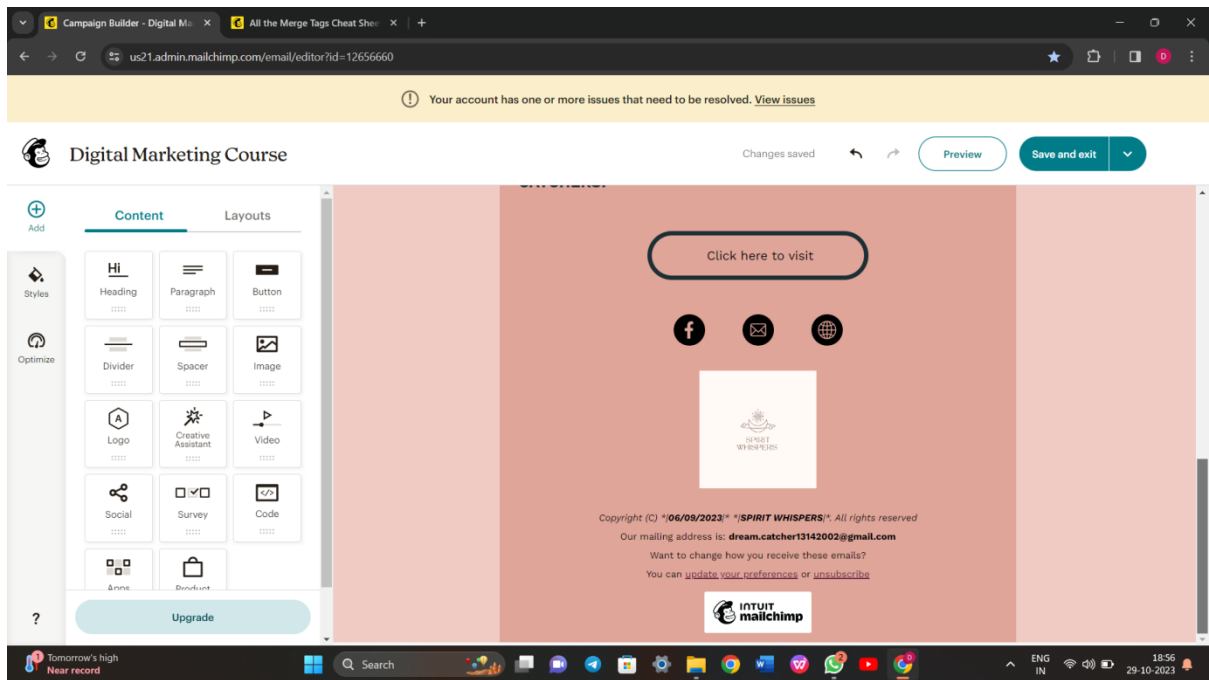 Campaign Builder - Digital Ma
All the Merge Tags Cheat Shee
us21.admin.mailchimp.com/email/editor?id=12656660
D
Your account has one or more issues that need to be resolved. View issues
Digital Marketing Course
Changes saved
Preview
Save and exit
Add
Content
Layouts
Styles
Optimize
Hi
Heading
Paragraph
Button
Divider
Spacer
Image
A
Logo
Creative
Assistant
Video
Social
Survey
Code
Apps
Product
?
Upgrade
CATCHERS!
Click here to visit
SPIRIT
WHISPERS
Copyright (C) *|06/09/2023|* *|SPIRIT WHISPERS|*. All rights reserved
Our mailing address is: dream.catcher13142002@gmail.com
Want to change how you receive these emails?
You can update your preferences or unsubscribe
INTUIT
mailchimp
1
Tomorrow's high
Near record
Search
2
ENG
IN
18:56
29-10-2023